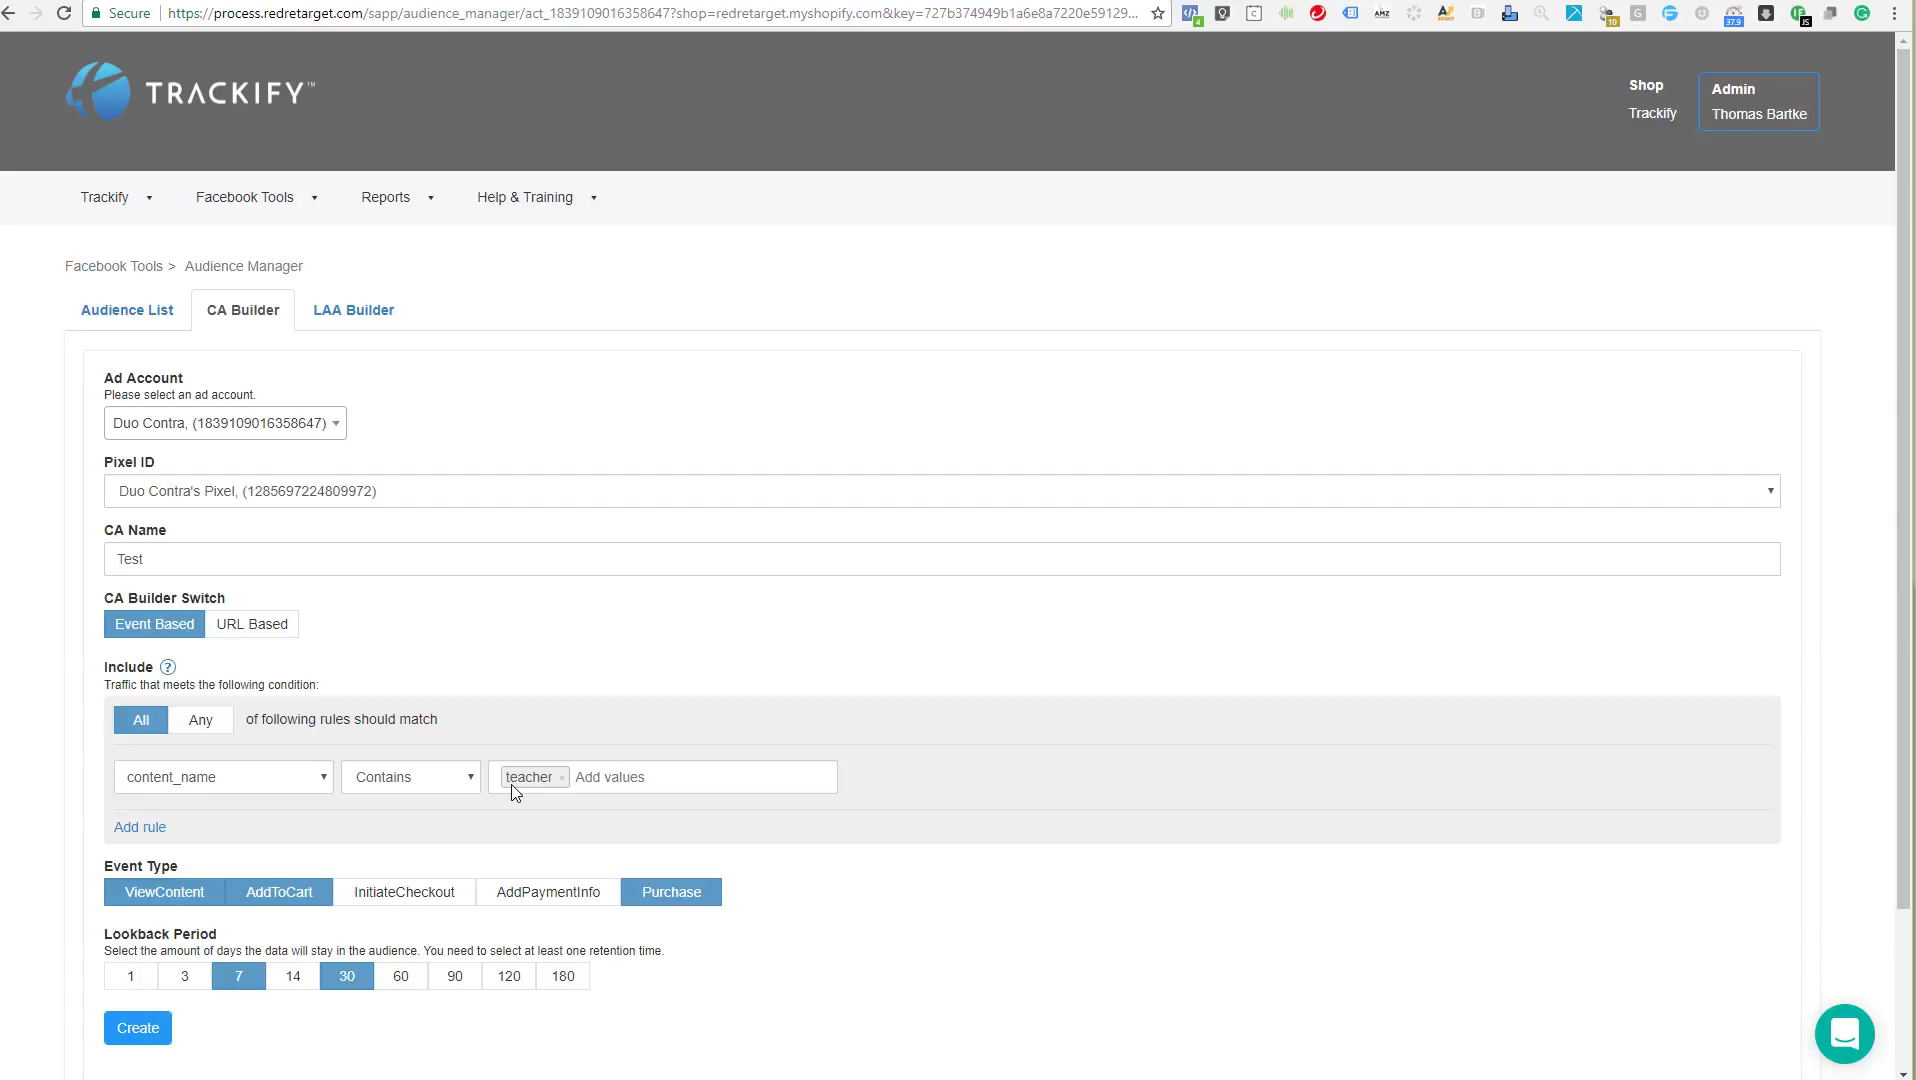 Secure https://process.redretarget.com/sapp/audience_manager/act_1839109016358647?shop=redretarget.myshopify.com&key=727b374949b1a6e8a7220e59129...
TRACKIFY™
Shop
Trackify
Admin
Thomas Bartke
Trackify Facebook Tools Reports Help & Training
Facebook Tools > Audience Manager
Audience List CA Builder LAA Builder
Ad Account
Please select an ad account.
Duo Contra, (1839109016358647)
Pixel ID
Duo Contra's Pixel, (1285697224809972)
CA Name
Test
CA Builder Switch
Event Based URL Based
Include ?
Traffic that meets the following condition:
All Any of following rules should match
content_name Contains teacher × Add values
Add rule
Event Type
ViewContent AddToCart InitiateCheckout AddPaymentInfo Purchase
Lookback Period
Select the amount of days the data will stay in the audience. You need to select at least one retention time.
1 3 7 14 30 60 90 120 180
Create